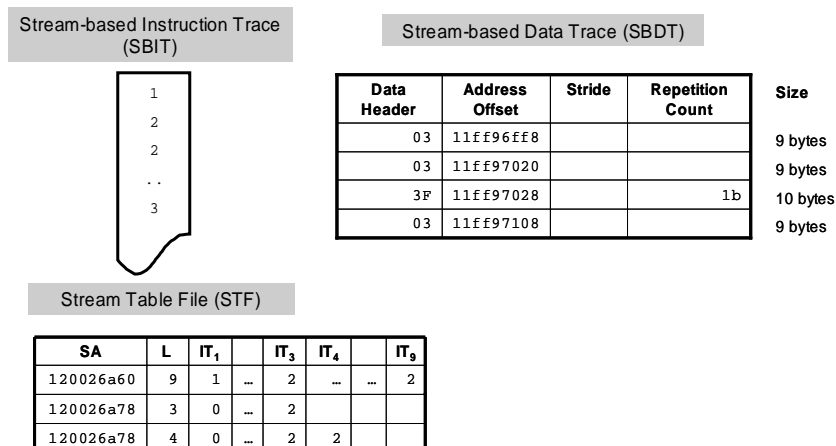 Stream-based Instruction Trace
(SBIT)
1
2
2
..
3
Stream-based Data Trace (SBDT)
Data Header Address Offset Stride Repetition Count Size
03 11ff96ff8 9 bytes
03 11ff97020 9 bytes
3F 11ff97028 1b 10 bytes
03 11ff97108 9 bytes
Stream Table File (STF)
SA L IT1 IT3 IT4 IT9
120026a60 9 1 … 2 … … 2
120026a78 3 0 … 2
120026a78 4 0 … 2 2